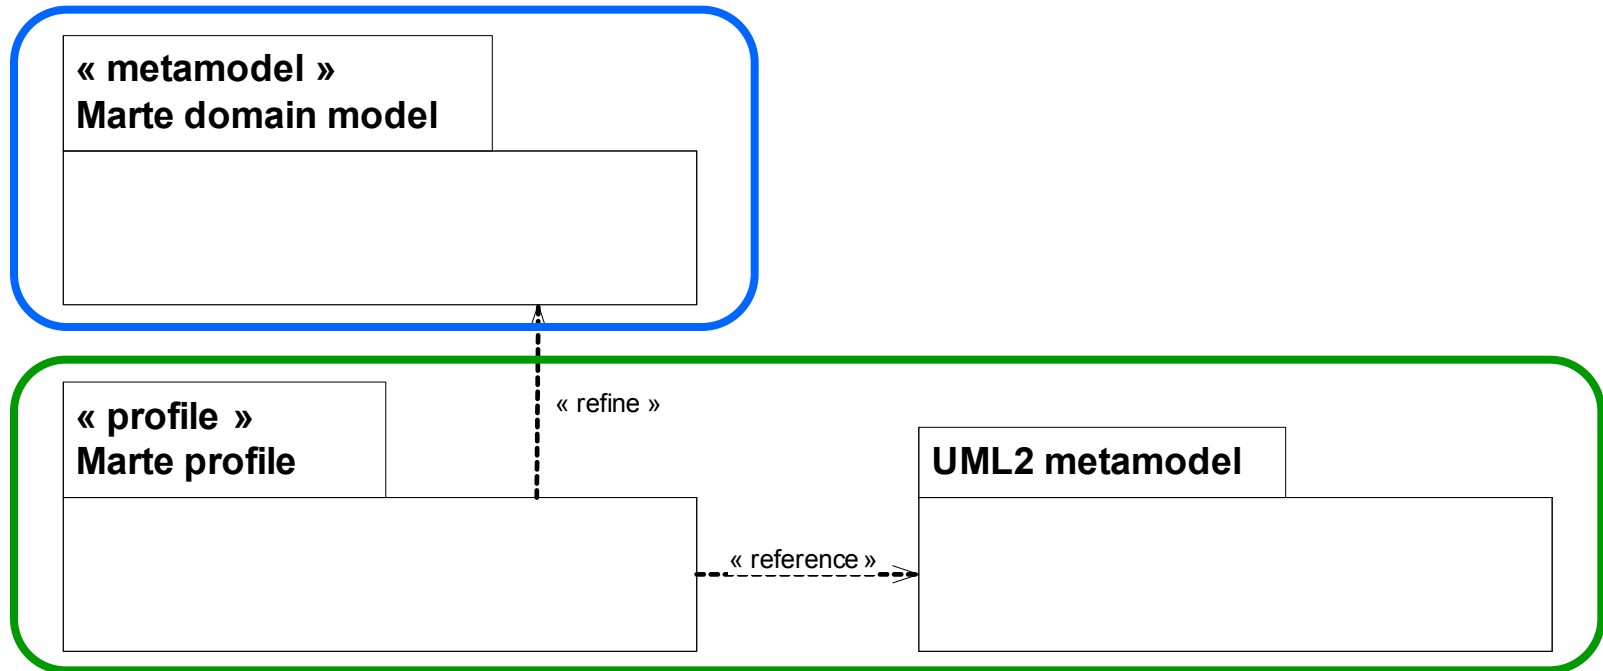 « metamodel »
Marte domain model
« refine »
« profile »
Marte profile
UML2 metamodel
« reference »